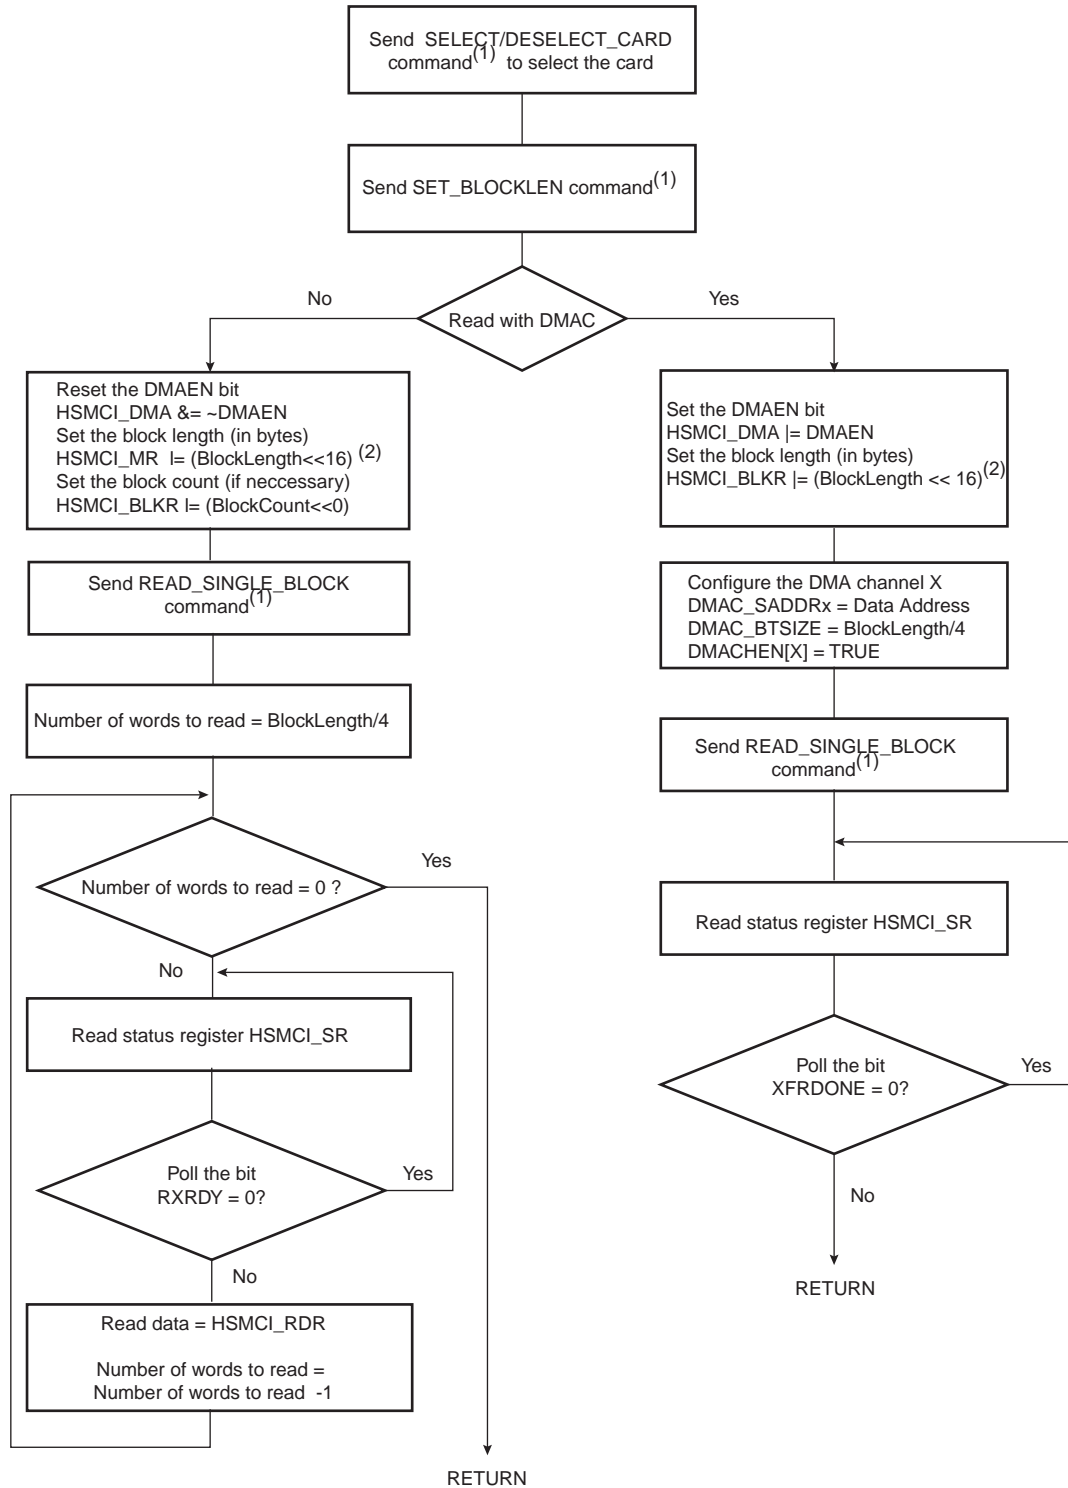 Send SELECT/DESELECT_CARD
command(1) to select the card
Send SET_BLOCKLEN command(1)
No
Yes
Read with DMAC
Reset the DMAEN bit
HSMCI_DMA &= ~DMAEN
Set the block length (in bytes)
HSMCI_MR l= (BlockLength<<16) (2)
Set the block count (if neccessary)
HSMCI_BLKR l= (BlockCount<<0)
Send READ_SINGLE_BLOCK
command(1)
Number of words to read = BlockLength/4
Number of words to read = 0 ?
Yes
No
Read status register HSMCI_SR
Poll the bit
RXRDY = 0?
Yes
No
Read data = HSMCI_RDR
Number of words to read =
Number of words to read -1
RETURN
Set the DMAEN bit
HSMCI_DMA |= DMAEN
Set the block length (in bytes)
HSMCI_BLKR |= (BlockLength << 16)(2)
Configure the DMA channel X
DMAC_SADDRx = Data Address
DMAC_BTSIZE = BlockLength/4
DMACHEN[X] = TRUE
Send READ_SINGLE_BLOCK
command(1)
Read status register HSMCI_SR
Poll the bit
XFRDONE = 0?
Yes
No
RETURN